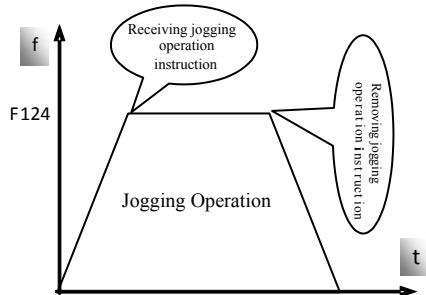 Receiving jogging
operation
instruction
f
F124
Removing jogging
operation instruction
Jogging Operation
t